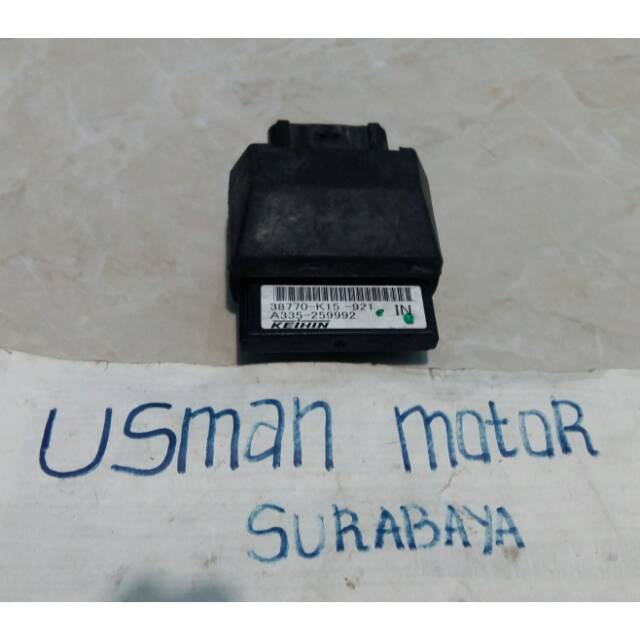 38770-K15-921
A335-259992
IN
KEIHIN
USman motoR
SURABAYA